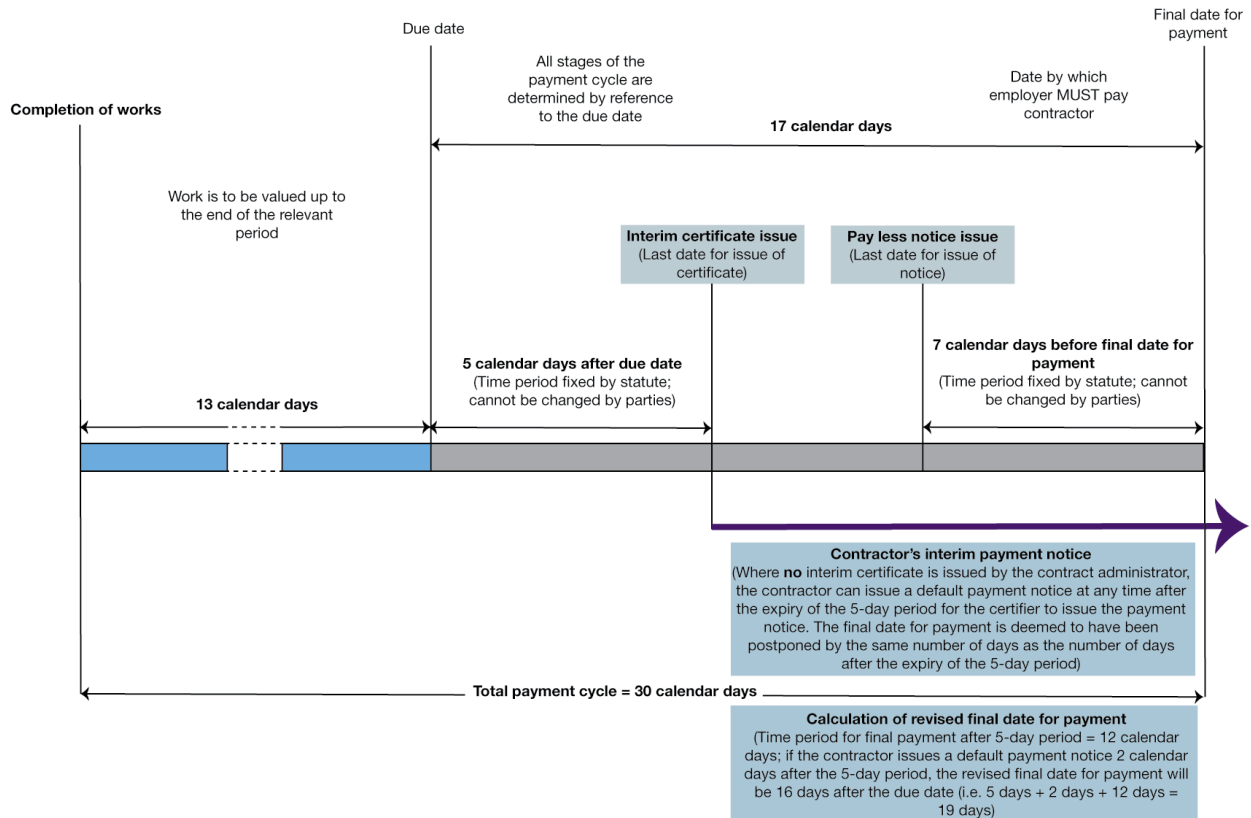 Due date
Final date for
payment
All stages of the
payment cycle are
determined by reference
to the due date
Date by which
employer MUST pay
contractor
Completion of works
17 calendar days
Work is to be valued up to
the end of the relevant
period
Interim certificate issue
(Last date for issue of
certificate)
Pay less notice issue
(Last date for issue of
notice)
5 calendar days after due date
(Time period fixed by statute;
cannot be changed by parties)
7 calendar days before final date for
payment
(Time period fixed by statute; cannot
be changed by parties)
13 calendar days
Contractor’s interim payment notice
(Where no interim certificate is issued by the contract administrator,
the contractor can issue a default payment notice at any time after
the expiry of the 5-day period for the certifier to issue the payment
notice. The final date for payment is deemed to have been
postponed by the same number of days as the number of days
after the expiry of the 5-day period)
Total payment cycle = 30 calendar days
Calculation of revised final date for payment
(Time period for final payment after 5-day period = 12 calendar
days; if the contractor issues a default payment notice 2 calendar
days after the 5-day period, the revised final date for payment will
be 16 days after the due date (i.e. 5 days + 2 days + 12 days =
19 days)